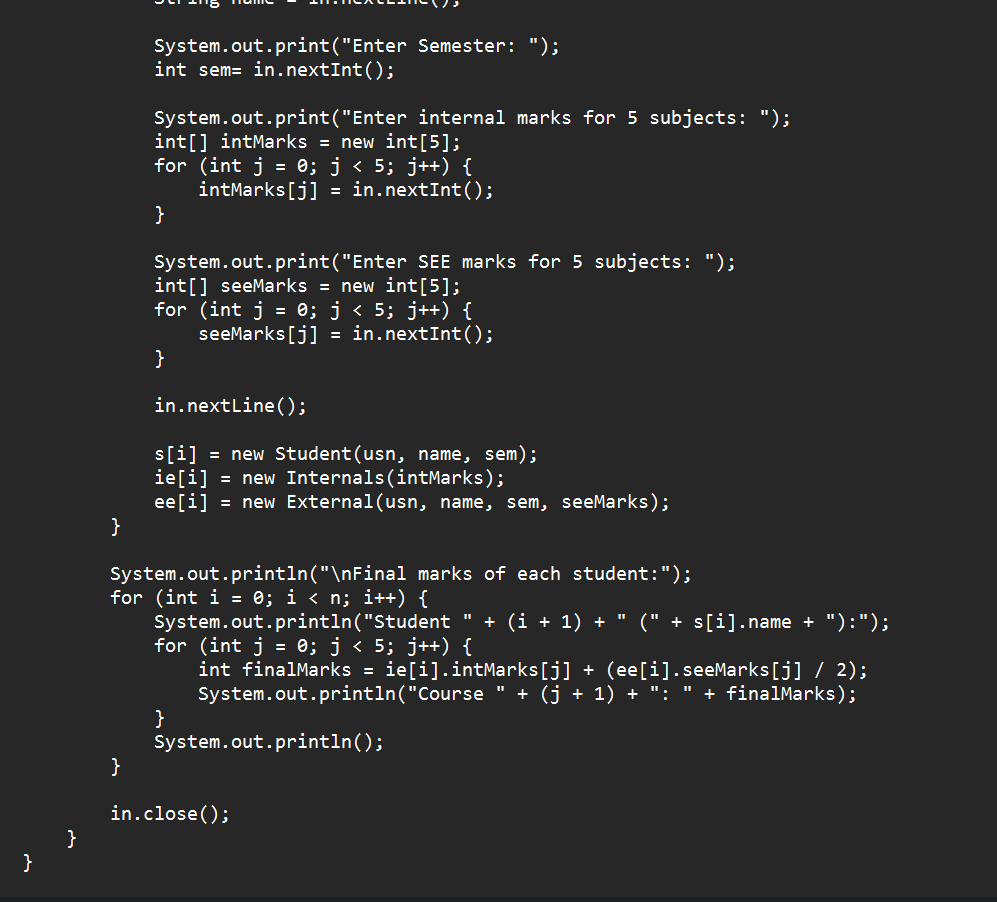 String name = in.nextLine();
System.out.print("Enter Semester: ");
int sem= in.nextInt();
System.out.print("Enter internal marks for 5 subjects: ");
int[] intMarks = new int[5];
for (int j = 0; j < 5; j++) {
intMarks[j] = in.nextInt();
}
System.out.print("Enter SEE marks for 5 subjects: ");
int[] seeMarks = new int[5];
for (int j = 0; j < 5; j++) {
seeMarks[j] = in.nextInt();
}
in.nextLine();
s[i] = new Student(usn, name, sem);
ie[i] = new Internals(intMarks);
ee[i] = new External(usn, name, sem, seeMarks);
}
System.out.println("\nFinal marks of each student:");
for (int i = 0; i < n; i++) {
System.out.println("Student " + (i + 1) + " (" + s[i].name + "):");
for (int j = 0; j < 5; j++) {
int finalMarks = ie[i].intMarks[j] + (ee[i].seeMarks[j] / 2);
System.out.println("Course " + (j + 1) + ": " + finalMarks);
}
System.out.println();
}
in.close();
}
}